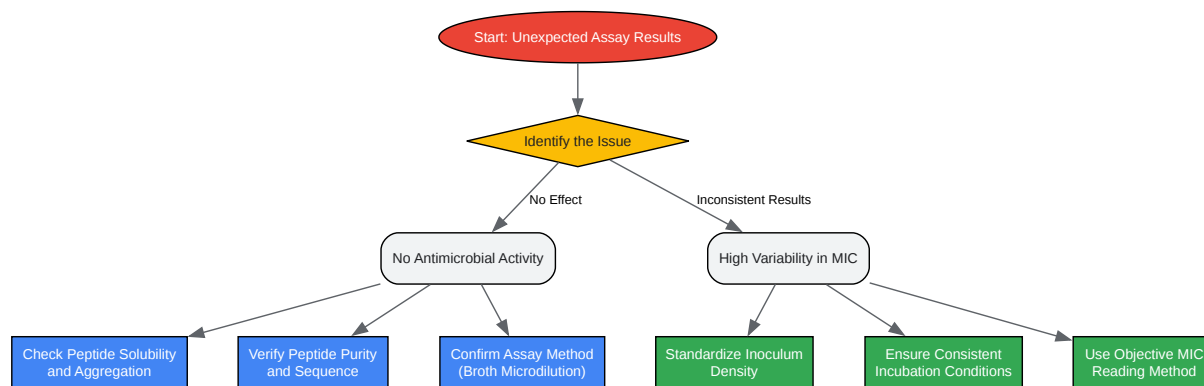 Start: Unexpected Assay Results
Identify the Issue
No Effect
Inconsistent Results
No Antimicrobial Activity
High Variability in MIC
Check Peptide Solubility
and Aggregation
Verify Peptide Purity
and Sequence
Confirm Assay Method
(Broth Microdilution)
Standardize Inoculum
Density
Ensure Consistent
Incubation Conditions
Use Objective MIC
Reading Method